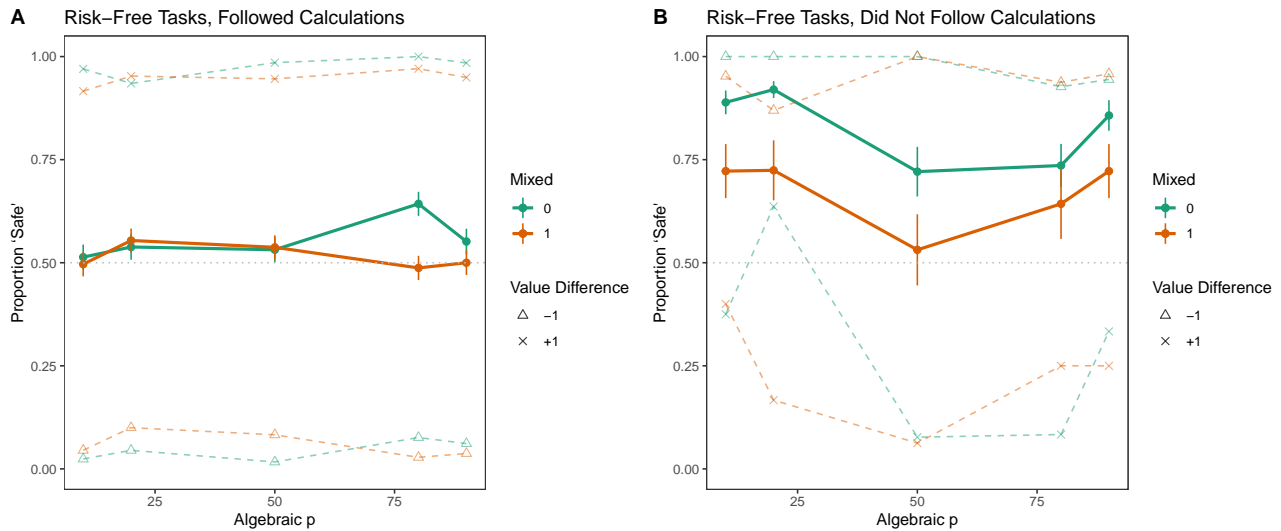 A
Risk−Free Tasks, Followed Calculations
Proportion ‘Safe’
1.00
0.75
0.50
0.25
0.00
25
50
75
Algebraic p
Mixed
0
1
Value Difference
−1
+1
B
Risk−Free Tasks, Did Not Follow Calculations
Proportion ‘Safe’
1.00
0.75
0.50
0.25
0.00
25
50
75
Algebraic p
Mixed
0
1
Value Difference
−1
+1